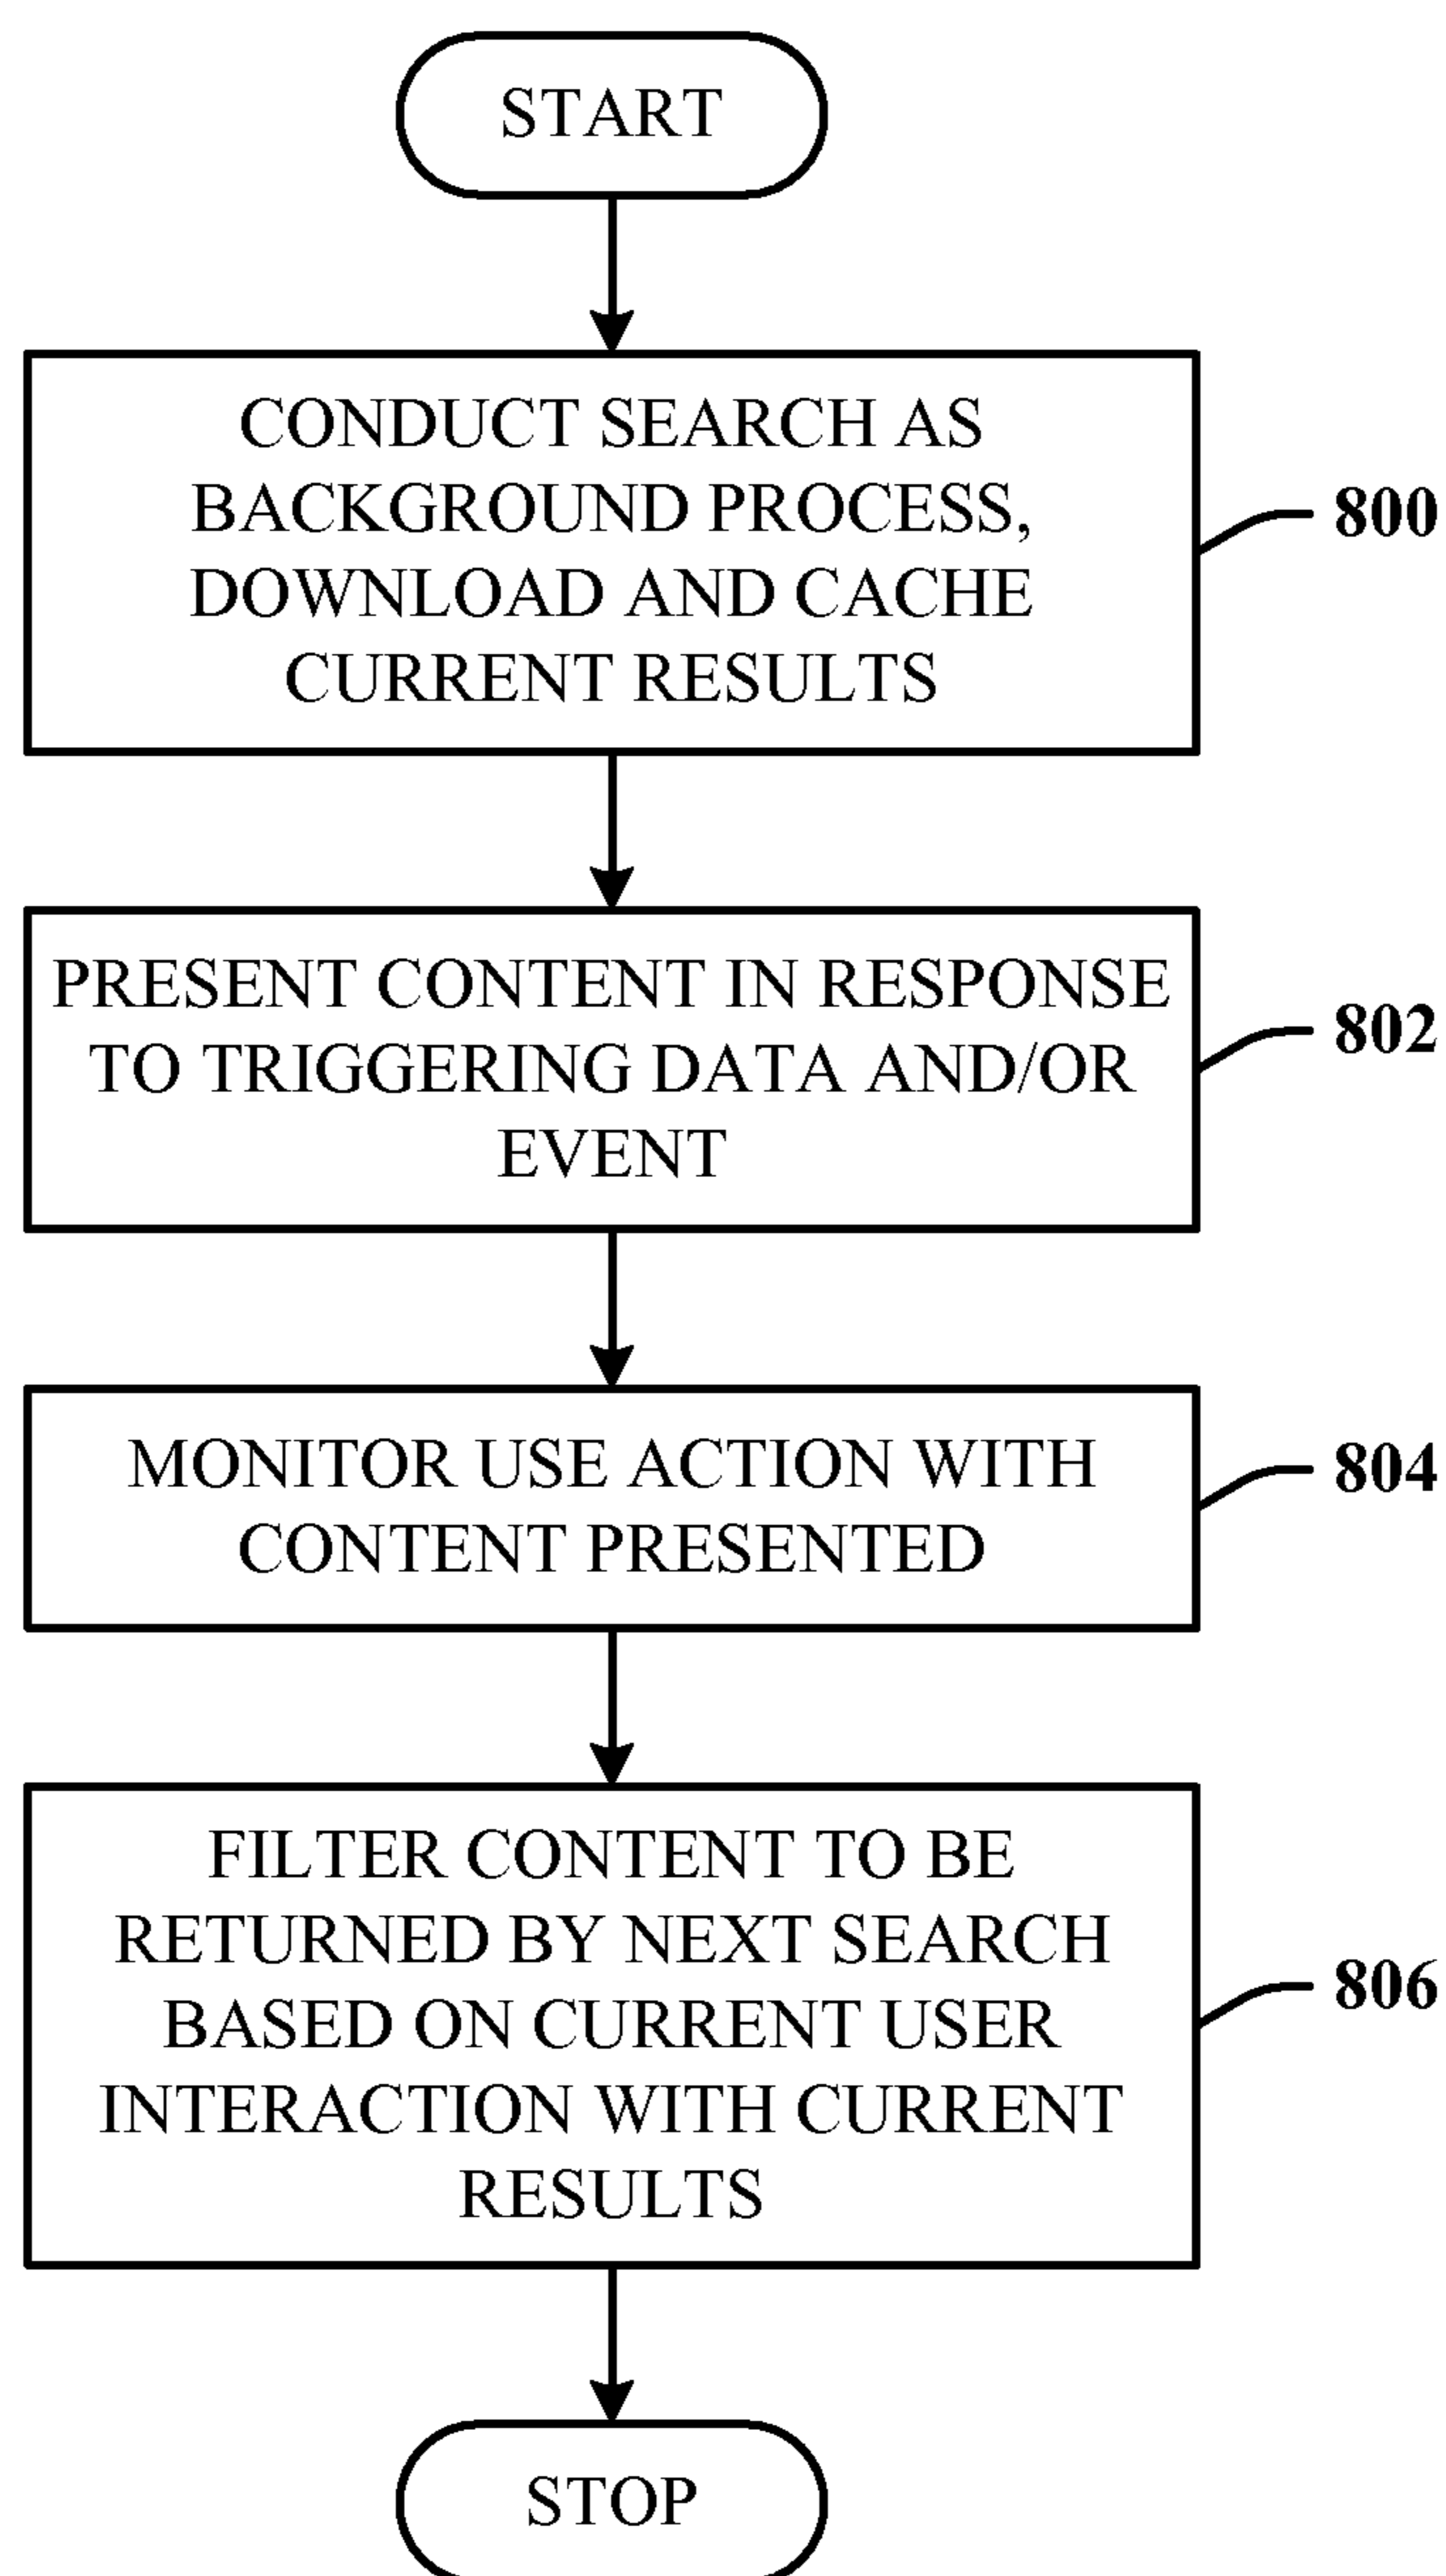 START
CONDUCT SEARCH AS
BACKGROUND PROCESS,
DOWNLOAD AND CACHE
CURRENT RESULTS
800
PRESENT CONTENT IN RESPONSE
TO TRIGGERING DATA AND/OR
EVENT
802
MONITOR USE ACTION WITH
CONTENT PRESENTED
804
FILTER CONTENT TO BE
RETURNED BY NEXT SEARCH
BASED ON CURRENT USER
INTERACTION WITH CURRENT
RESULTS
806
STOP